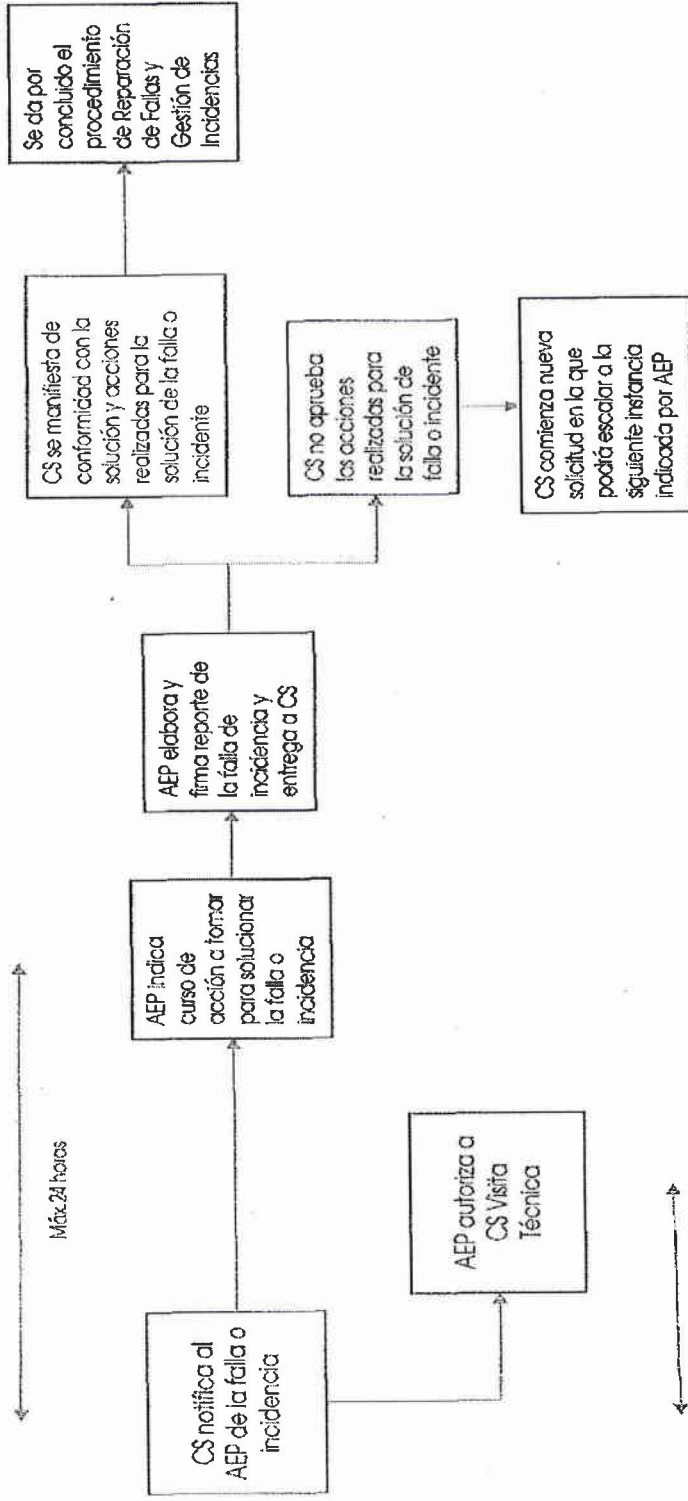 Máx 24 horas
CS notifica al
AEP de la falla o
incidencia
AEP autoriza a
CS Visita
Técnica
AEP indica
curso de
acción a tomar
para solucionar
la falla o
incidencia
AEP elabora y
firma reporte de
la falla de
incidencia y
entrega a CS
CS se manifiesta de
conformidad con la
solución y acciones
realizadas para la
solución de la falla o
incidente
CS no aprueba
las acciones
realizadas para
la solución de
falla o incidente
Se da por
concluido el
procedimiento
de Reparación
de Fallas y
Gestión de
Incidencias
CS comienza nueva
solicitud en la que
podrá escalar a la
siguiente instancia
indicada por AEP